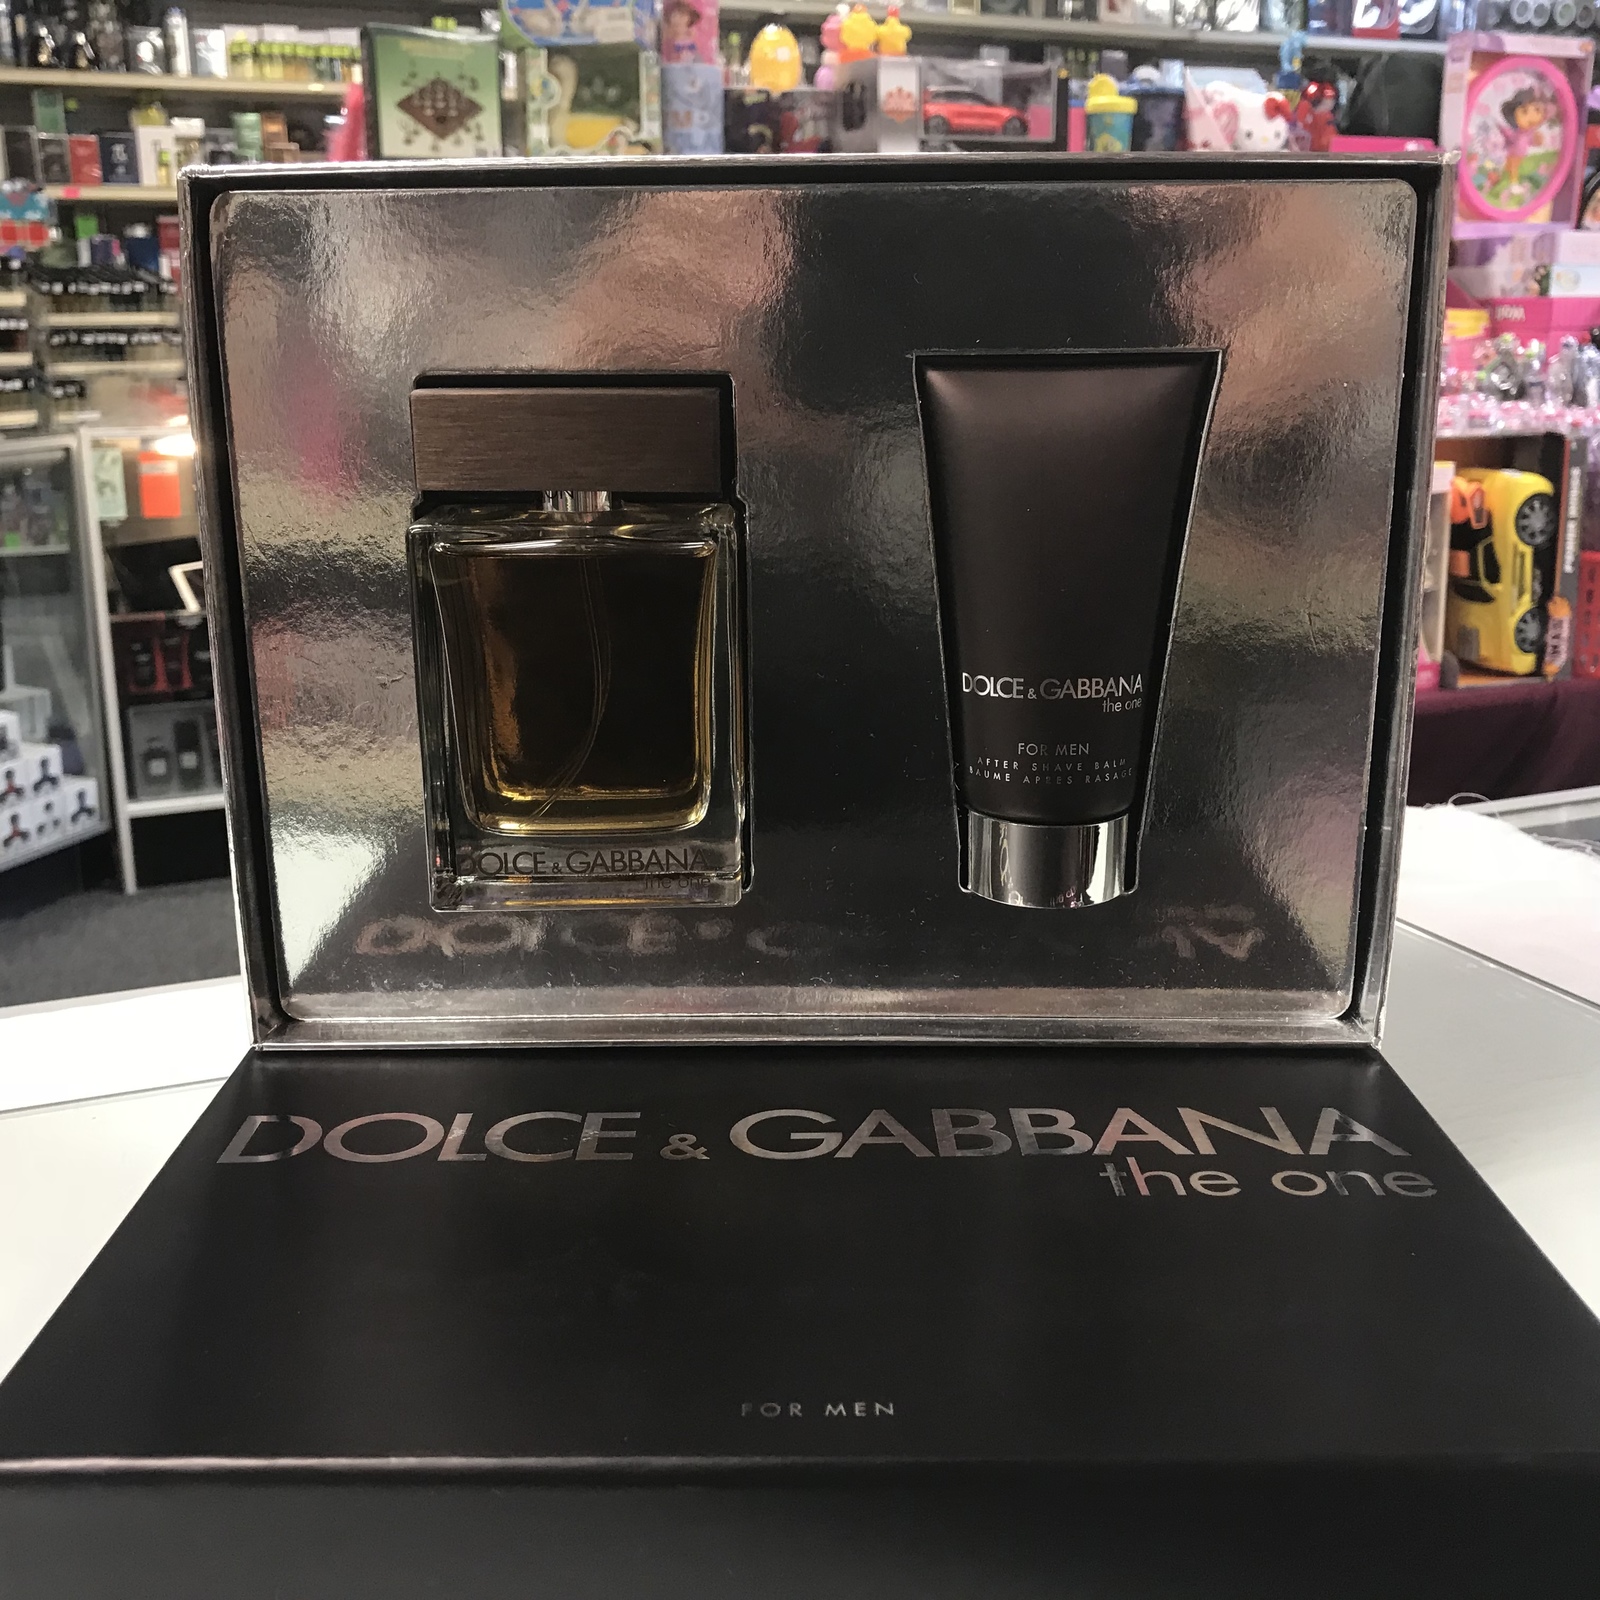 DOLCE & GABBANA
the one
FOR MEN
AFTER SHAVE BALM
BAUME APRES RASAGE
DOLCE & GABBANA
the one
DOLCE & GABBANA
the one
FOR MEN